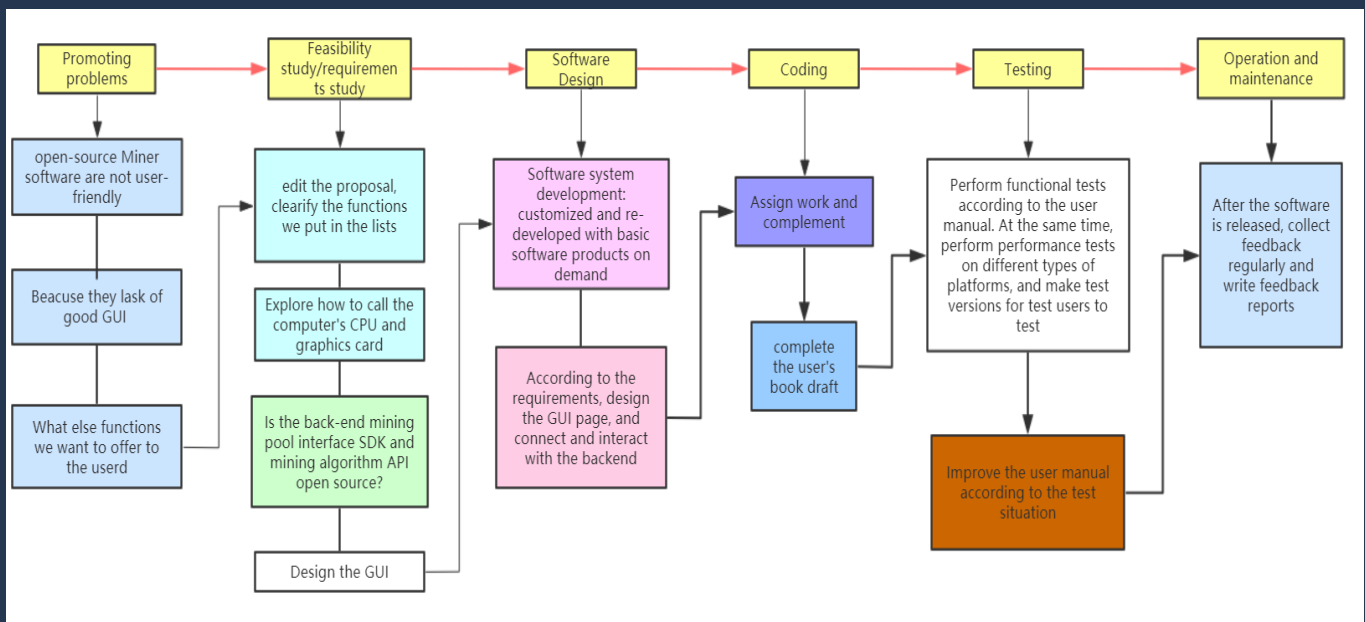 Promoting
problems
Feasibility
study/requiremen
ts study
Software
Design
Coding
Testing
Operation and
maintenance
open-source Miner
software are not user-
friendly
Beacuse they lask of
good GUI
What else functions
we want to offer to
the userd
edit the proposal,
clearify the functions
we put in the lists
Explore how to call the
computer's CPU and
graphics card
Is the back-end mining
pool interface SDK and
mining algorithm API
open source?
Design the GUI
Software system
development:
customized and re-
developed with basic
software products on
demand
According to the
requirements, design
the GUI page, and
connect and interact
with the backend
Assign work and
complement
complete
the user's
book draft
Perform functional tests
according to the user
manual. At the same time,
perform performance tests
on different types of
platforms, and make test
versions for test users to
test
Improve the user manual
according to the test
situation
After the software
is released, collect
feedback
regularly and
write feedback
reports